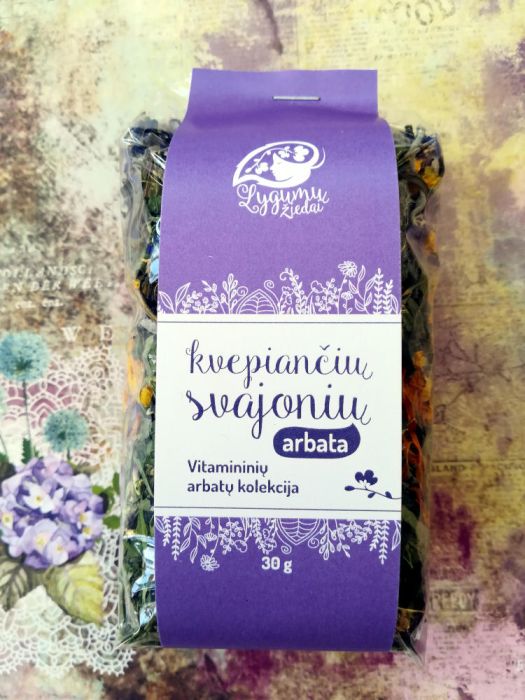 Lygumų
žiedai
kvepiančių
svajonių
arbata
Vitamininių
arbatų kolekcija
30 g